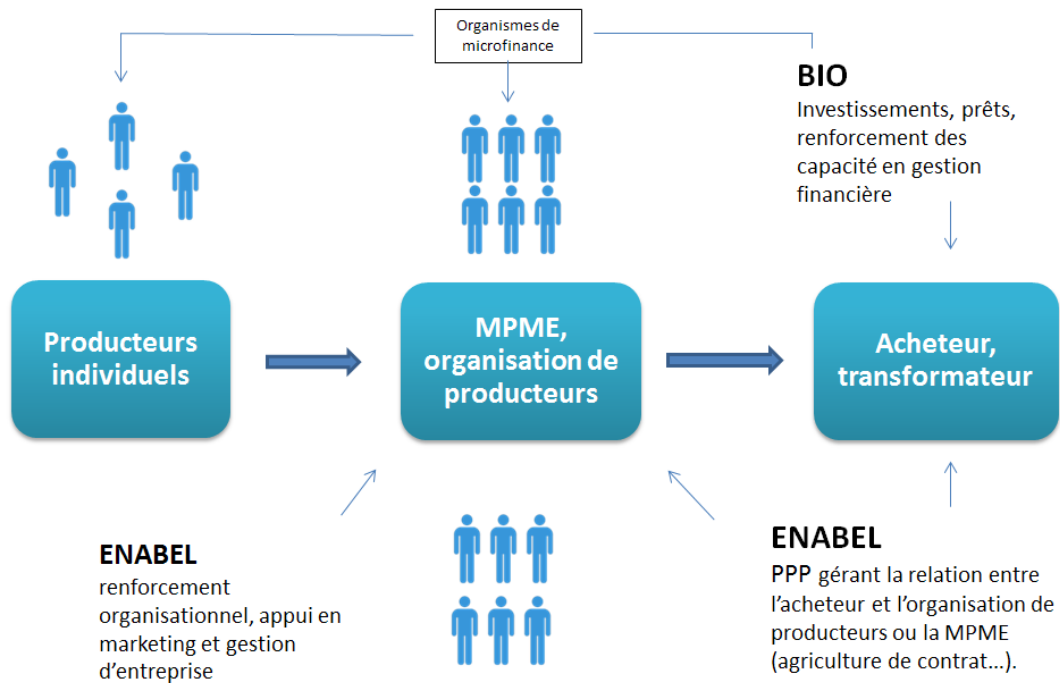 Organismes de
microfinance
BIO
Investissements, prêts,
renforcement des
capacité en gestion
financière
Producteurs
individuels
MPME,
organisation de
producteurs
Acheteur,
transformateur
ENABEL
renforcement
organisationnel, appui en
marketing et gestion
d’entreprise
ENABEL
PPP gérant la relation entre
l’acheteur et l’organisation de
producteurs ou la MPME
(agriculture de contrat...).